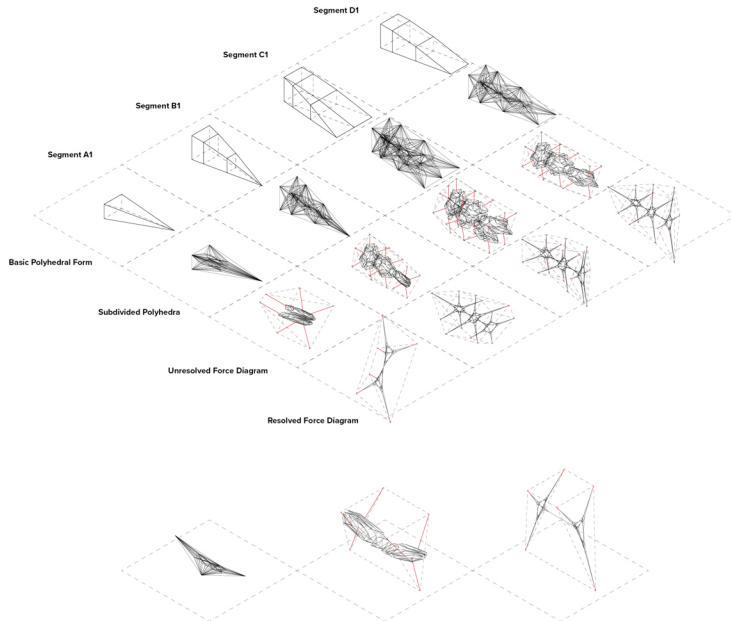 Segment D1
Segment C1
Segment B1
Segment A1
Basic Polyhedral Form
Subdivided Polyhedra
Unresolved Force Diagram
Resolved Force Diagram